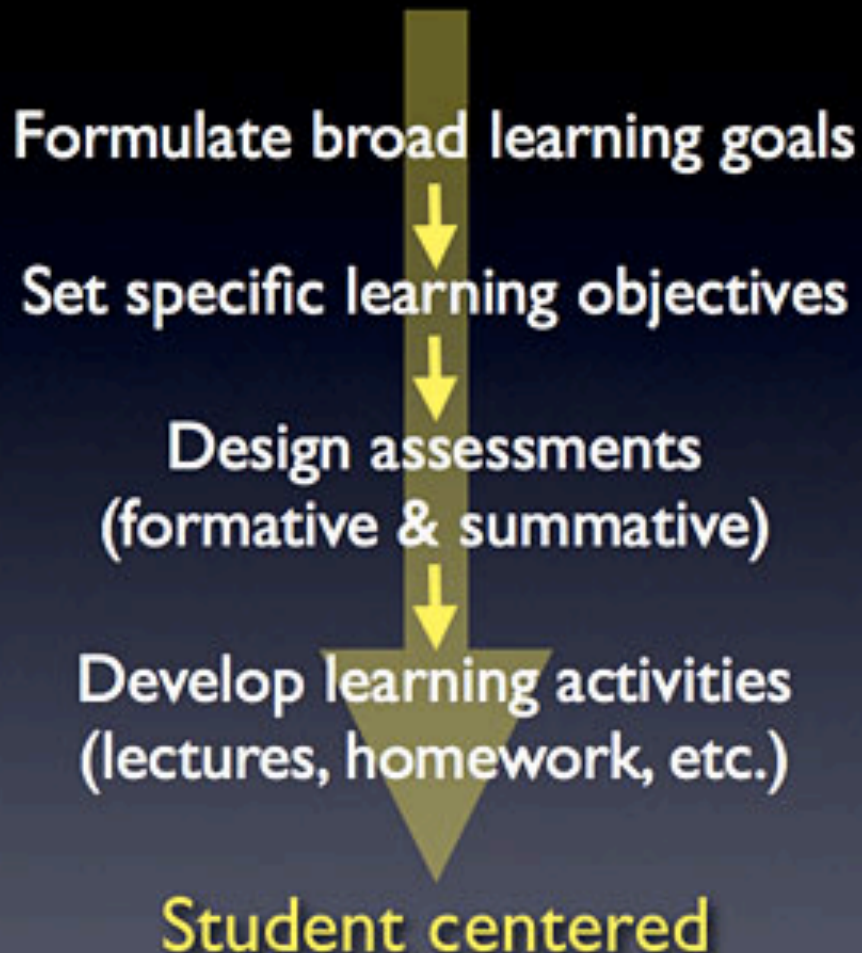 Formulate broad learning goals
Set specific learning objectives
Design assessments
(formative & summative)
Develop learning activities
(lectures, homework, etc.)
Student centered